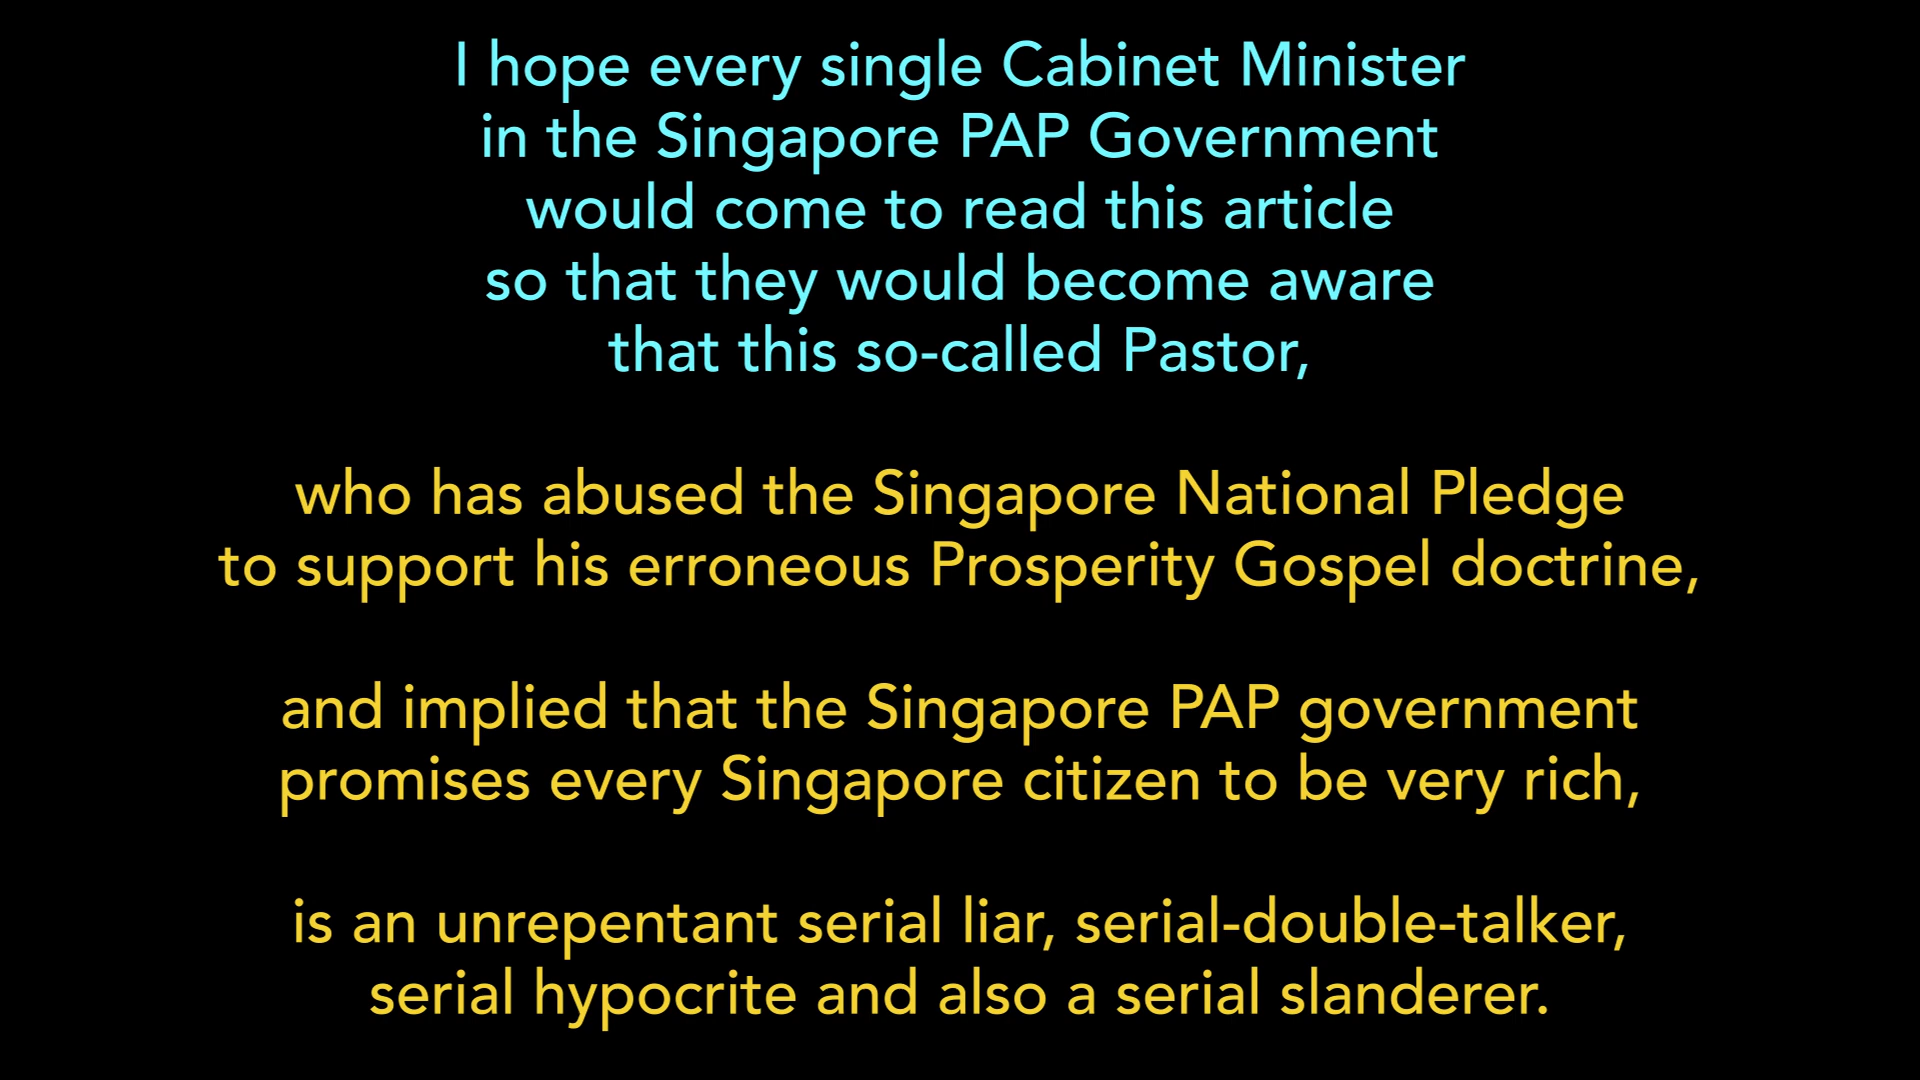 I hope every single Cabinet Minister
in the Singapore PAP Government
would come to read this article
so that they would become aware
that this so-called Pastor,
who has abused the Singapore National Pledge
to support his erroneous Prosperity Gospel doctrine,
and implied that the Singapore PAP government
promises every Singapore citizen to be very rich,
is an unrepentant serial liar, serial-double-talker,
serial hypocrite and also a serial slanderer.